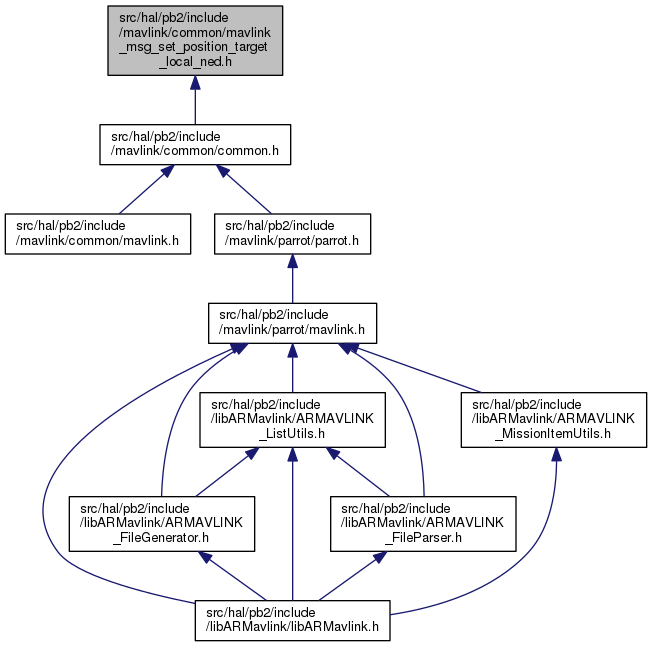 src/hal/pb2/include
/mavlink/common/mavlink
_msg_set_position_target
_local_ned.h
src/hal/pb2/include
/mavlink/common/common.h
src/hal/pb2/include
/mavlink/common/mavlink.h
src/hal/pb2/include
/mavlink/parrot/parrot.h
src/hal/pb2/include
/mavlink/parrot/mavlink.h
src/hal/pb2/include
/libARMavlink/ARMAVLINK
_ListUtils.h
src/hal/pb2/include
/libARMavlink/ARMAVLINK
_MissionItemUtils.h
src/hal/pb2/include
/libARMavlink/ARMAVLINK
_FileGenerator.h
src/hal/pb2/include
/libARMavlink/ARMAVLINK
_FileParser.h
src/hal/pb2/include
/libARMavlink/libARMavlink.h